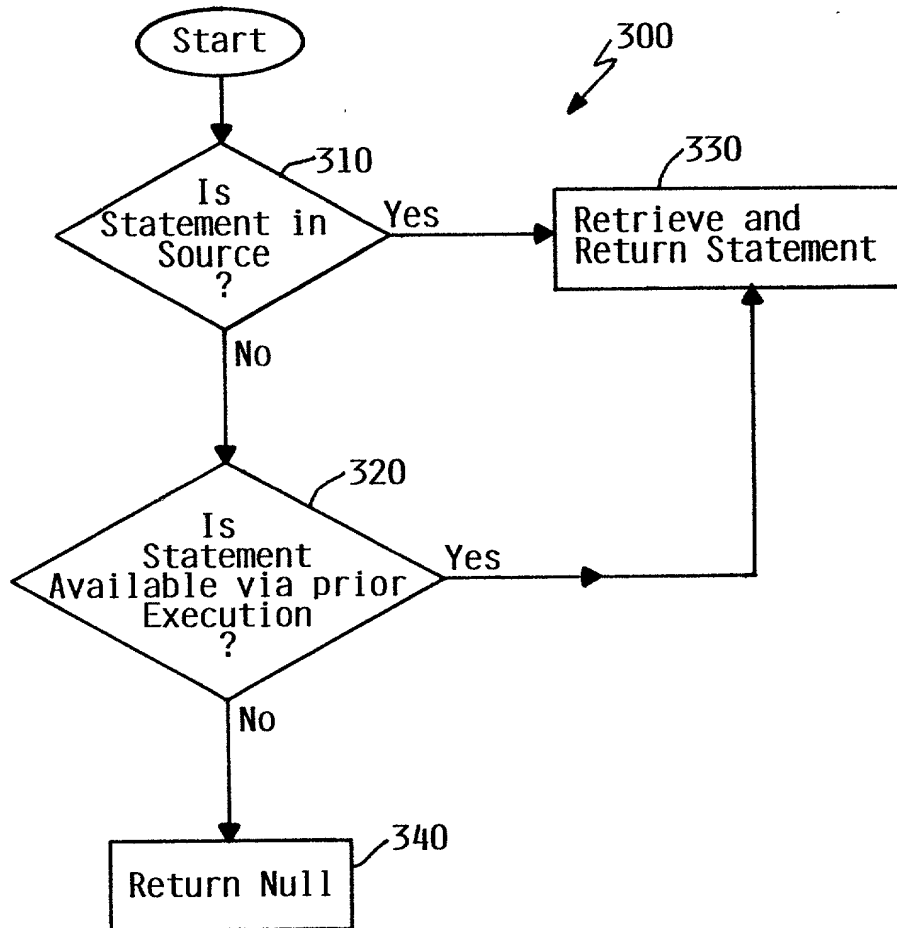 Start
300
310
Is
Statement in
Source
?
Yes
330
Retrieve and
Return Statement
No
320
Is
Statement
Available via prior
Execution
?
Yes
No
340
Return Null